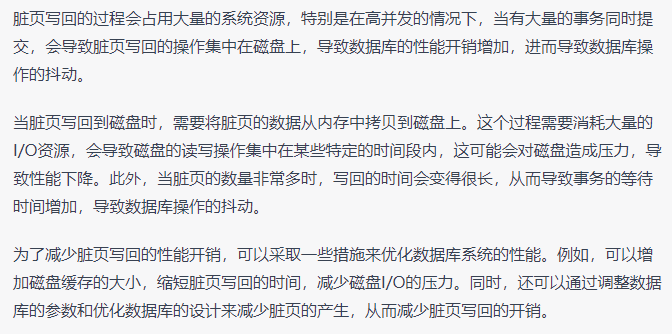 脏页写回的过程会占用大量的系统资源，特别是在高并发的情况下，当有大量的事务同时提
交，会导致脏页写回的操作集中在磁盘上，导致数据库的性能开销增加，进而导致数据库操
作的抖动。
当脏页写回到磁盘时，需要将脏页的数据从内存中拷贝到磁盘上。这个过程需要消耗大量的
I/O资源，会导致磁盘的读写操作集中在某些特定的时间段内，这可能会对磁盘造成压力，导
致性能下降。此外，当脏页的数量非常多时，写回的时间会变得很长，从而导致事务的等待
时间增加，导致数据库操作的抖动。
为了减少脏页写回的性能开销，可以采取一些措施来优化数据库系统的性能。例如，可以增
加磁盘缓存的大小，缩短脏页写回的时间，减少磁盘I/O的压力。同时，还可以通过调整数据
库的参数和优化数据库的设计来减少脏页的产生，从而减少脏页写回的开销。